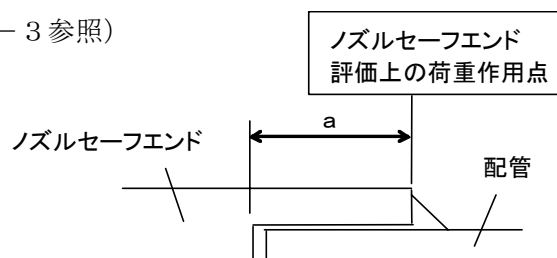 －３参照）
ノズルセーフエンド
評価上の荷重作用点
a
ノズルセーフエンド
配管